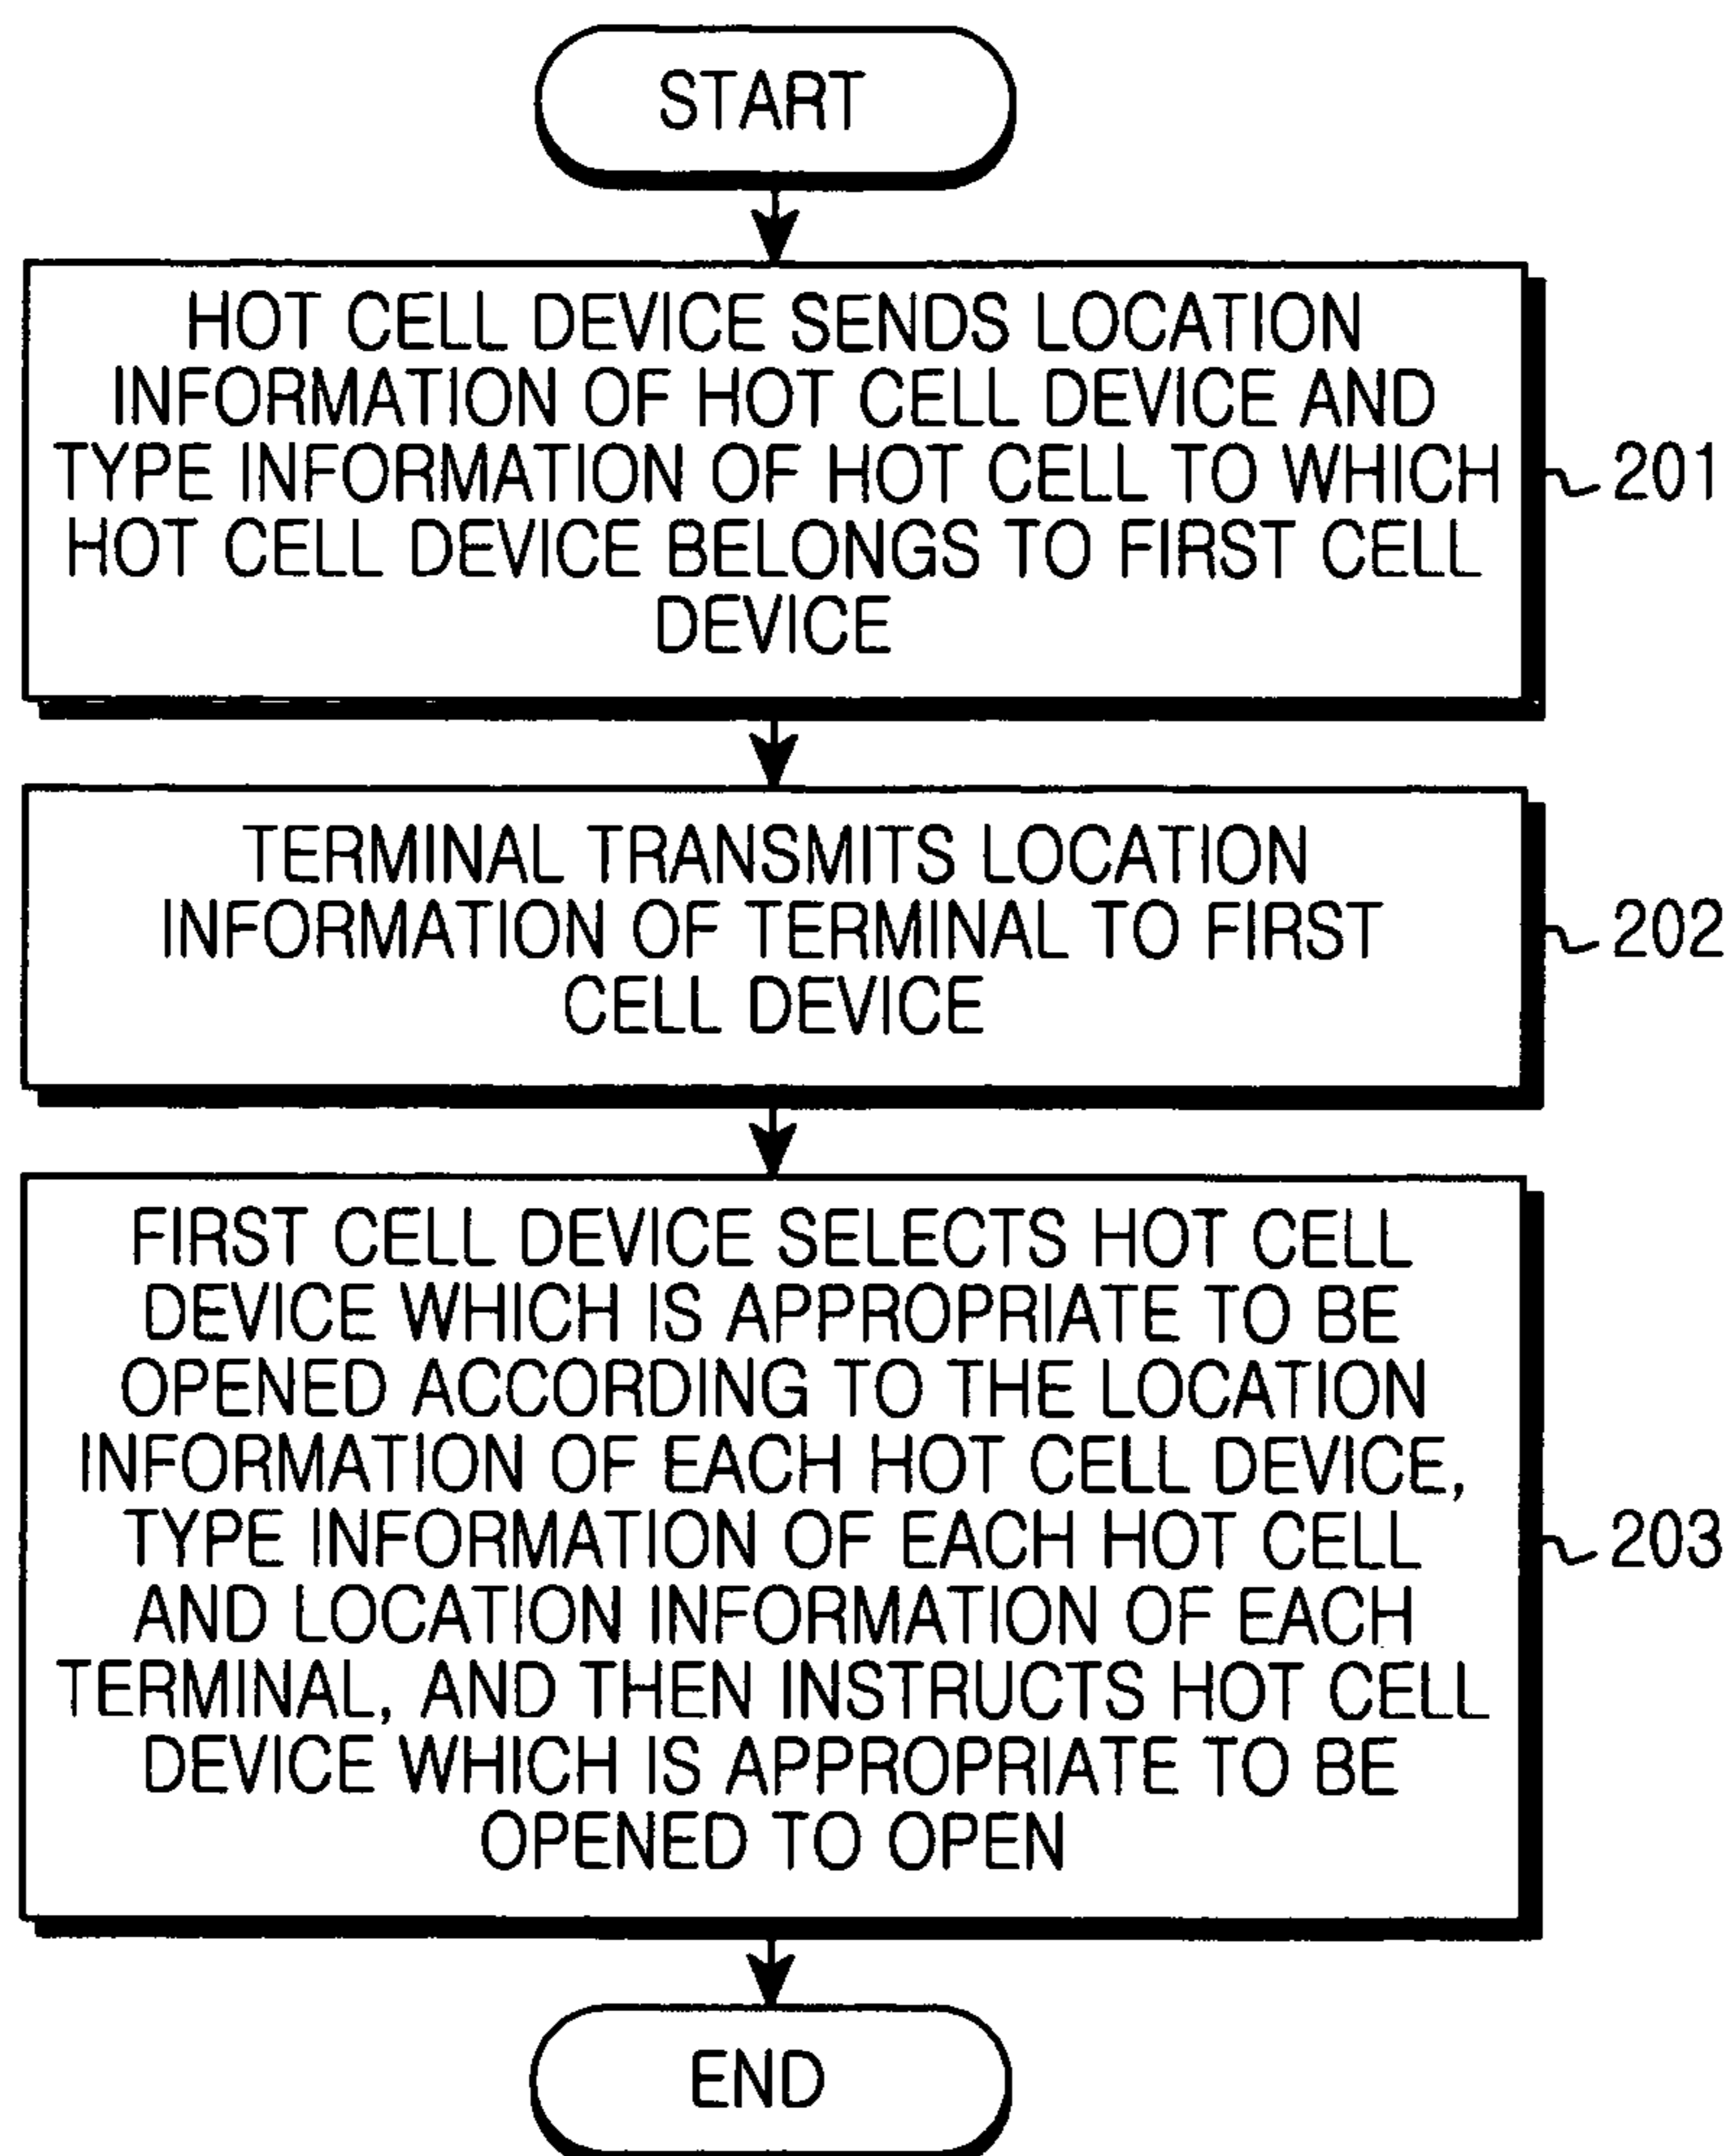 START
HOT CELL DEVICE SENDS LOCATION
INFORMATION OF HOT CELL DEVICE AND
TYPE INFORMATION OF HOT CELL TO WHICH
HOT CELL DEVICE BELONGS TO FIRST CELL
DEVICE
201
TERMINAL TRANSMITS LOCATION
INFORMATION OF TERMINAL TO FIRST
CELL DEVICE
202
FIRST CELL DEVICE SELECTS HOT CELL
DEVICE WHICH IS APPROPRIATE TO BE
OPENED ACCORDING TO THE LOCATION
INFORMATION OF EACH HOT CELL DEVICE,
TYPE INFORMATION OF EACH HOT CELL
AND LOCATION INFORMATION OF EACH
TERMINAL, AND THEN INSTRUCTS HOT CELL
DEVICE WHICH IS APPROPRIATE TO BE
OPENED TO OPEN
203
END